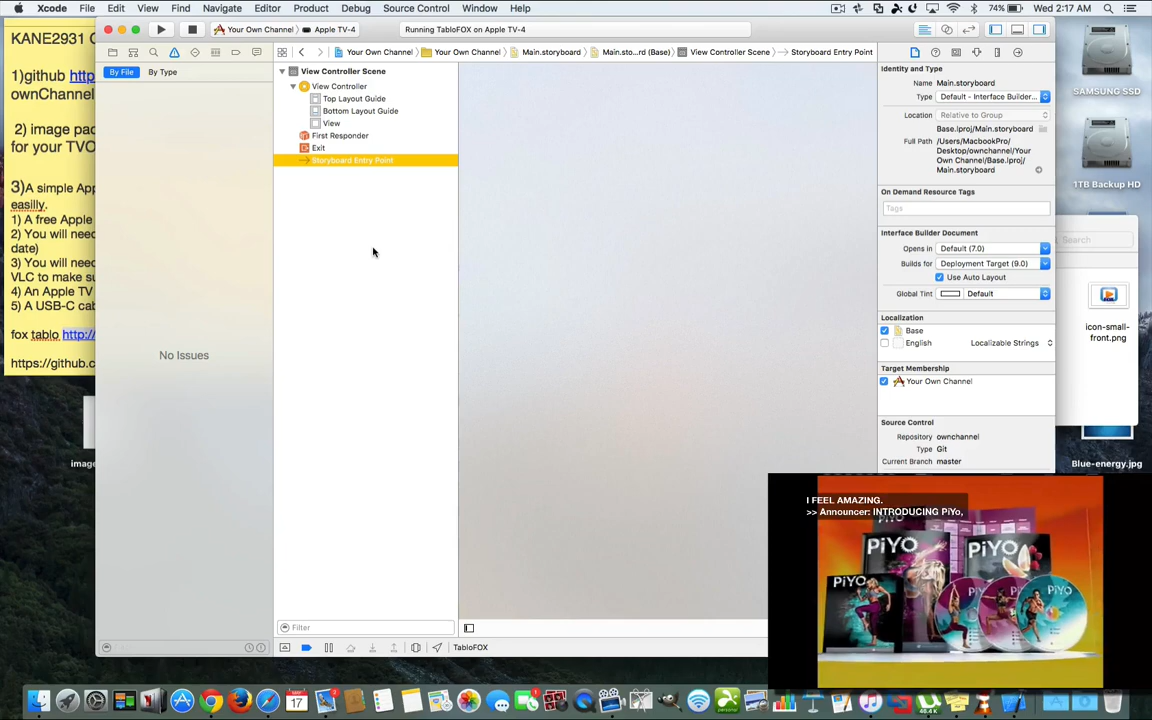 Xcode File Edit View Find Navigate Editor Product Debug Source Control Window Help
74% Wed 2:17 AM
KANE2931 C
1)github http
ownChannel
2) image pac
for your TVO
3)A simple App
easilly.
1) A free Apple
2) You will need
date)
3) You will need
VLC to make su
4) An Apple TV
5) A USB-C cab
fox tablo http://
https://github.c
Your Own Channel Apple TV-4
Running TabloFOX on Apple TV-4
Your Own Channel Your Own Channel Main.storyboard Main.sto...rd (Base) View Controller Scene Storyboard Entry Point
By File By Type
No Issues
View Controller Scene
View Controller
Top Layout Guide
Bottom Layout Guide
View
First Responder
Exit
Storyboard Entry Point
Filter
TabloFOX
Identity and Type
Name Main.storyboard
Type Default - Interface Builder...
Location Relative to Group
Base.lproj/Main.storyboard
Full Path /Users/MacbookPro/
Desktop/ownchannel/Your
Own Channel/Base.lproj/
Main.storyboard
On Demand Resource Tags
Tags
Interface Builder Document
Opens in Default (7.0)
Builds for Deployment Target (9.0)
Use Auto Layout
Global Tint Default
Localization
Base
English Localizable Strings
Target Membership
Your Own Channel
Source Control
Repository ownchannel
Type Git
Current Branch master
SAMSUNG SSD
1TB Backup HD
Search
icon-small-
front.png
Blue-energy.jpg
image
I FEEL AMAZING.
>> Announcer: INTRODUCING PiYo,
PiYO
PiYO
PiYO
PiYO
PiYO
17